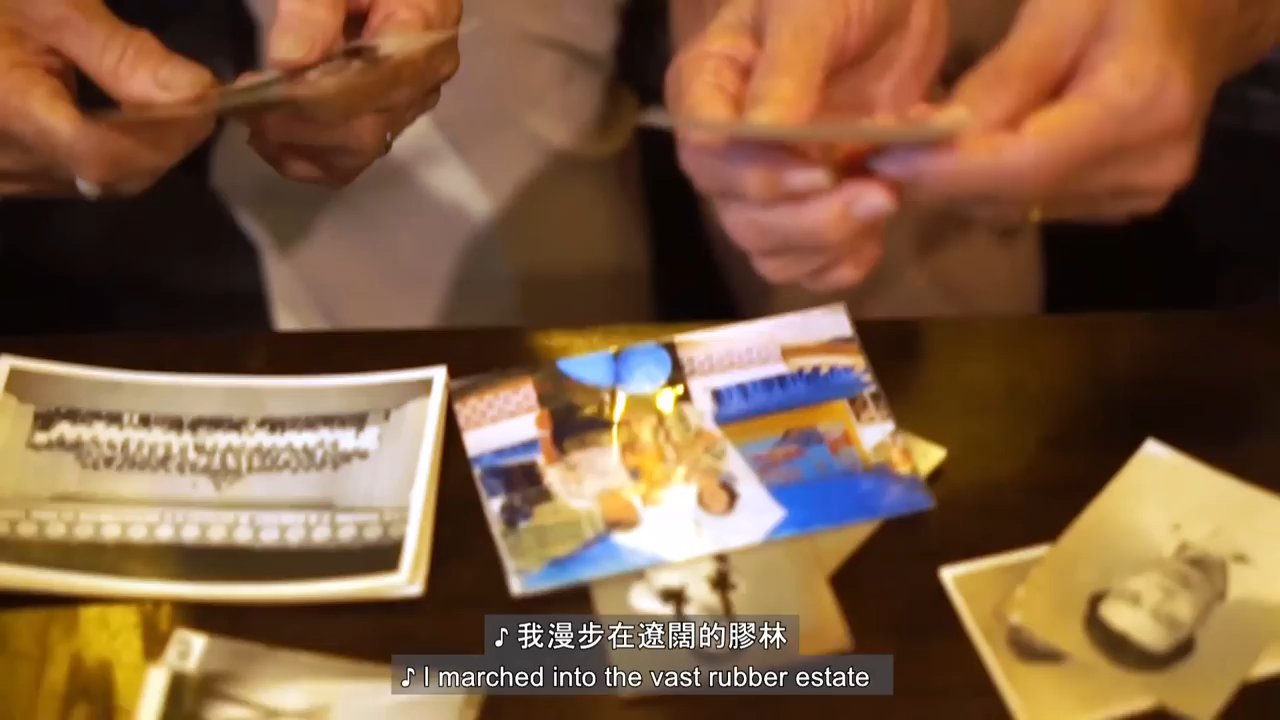 ♪ 我漫步在遼闊的膠林
♪ I marched into the vast rubber estate